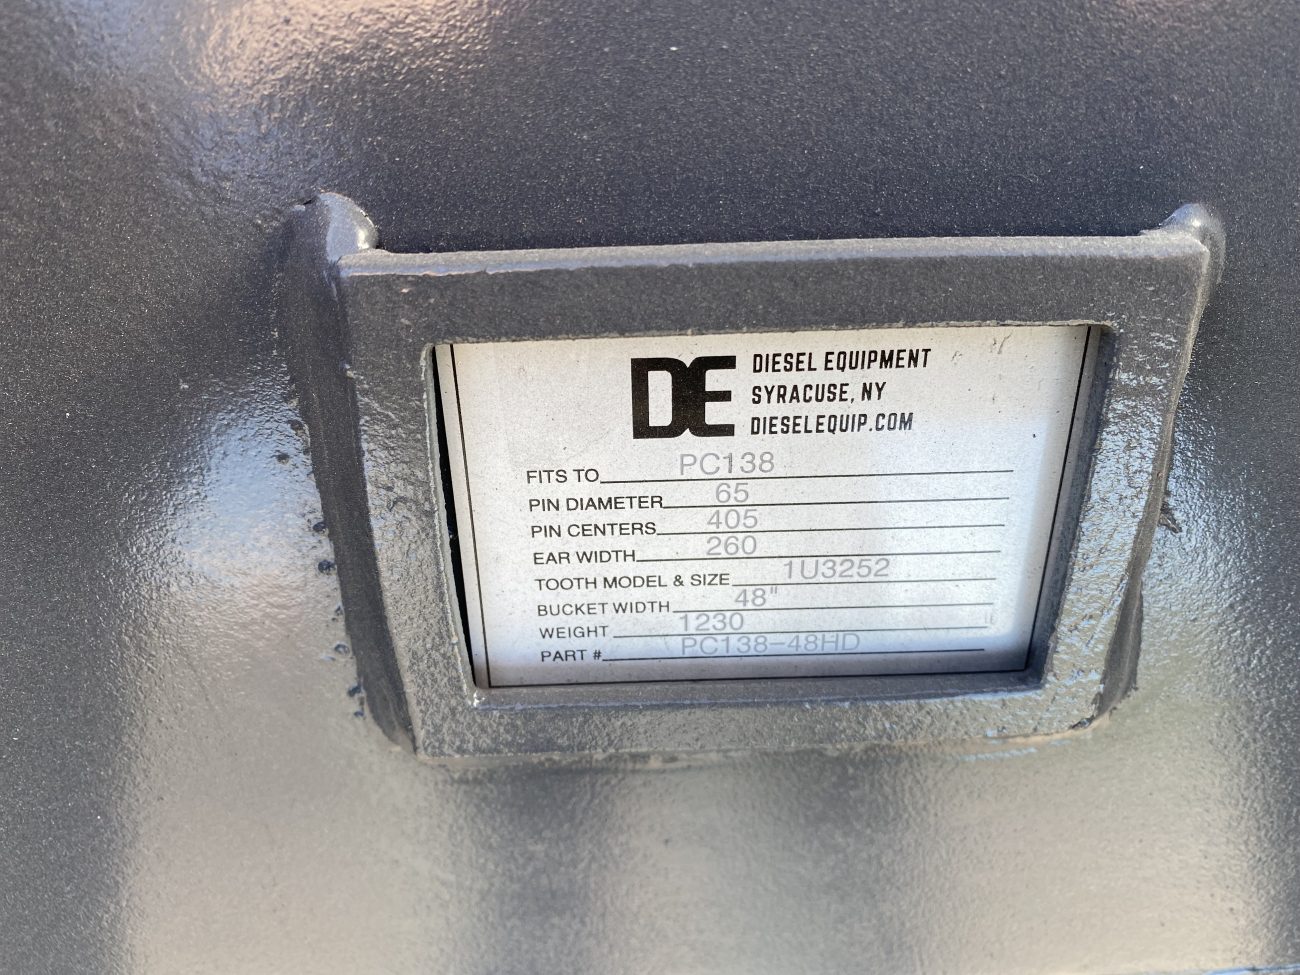 DE
DIESEL EQUIPMENT
SYRACUSE, NY
DIESELEQUIP.COM
FITS TO PC138
PIN DIAMETER 65
PIN CENTERS 405
EAR WIDTH 260
TOOTH MODEL & SIZE 1U3252
BUCKET WIDTH 48"
WEIGHT 1230
PART # PC138-48HD